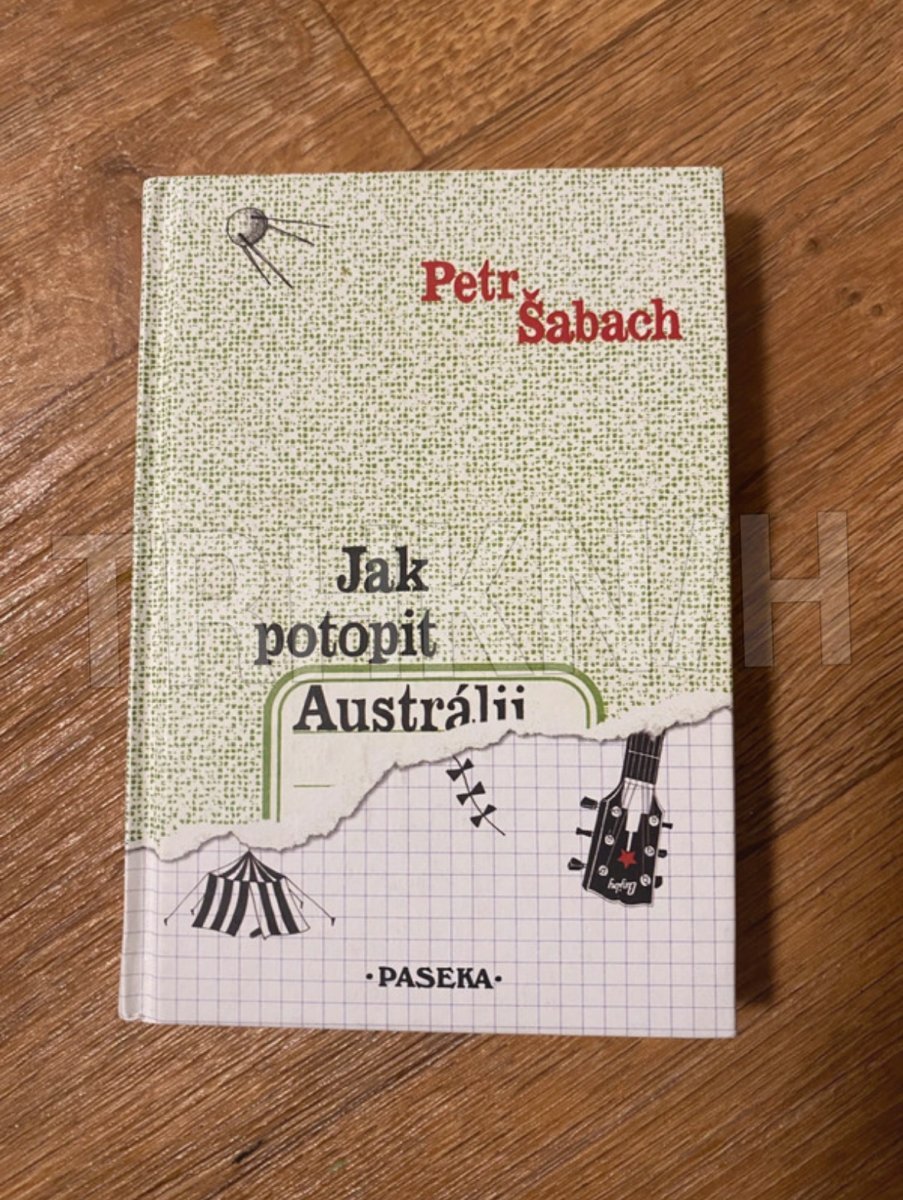 Petr
Šabach
Jak
potopit
Austrálii
·PASEKA·